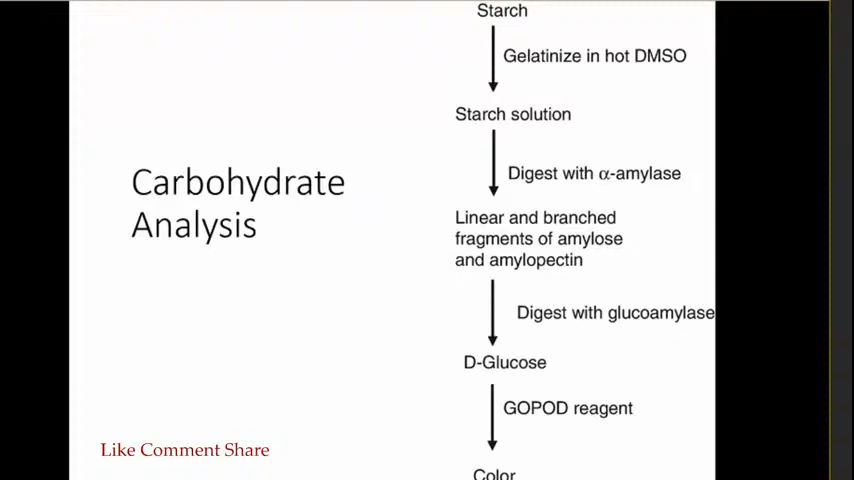 Starch
Gelatinize in hot DMSO
Starch solution
Digest with α-amylase
Carbohydrate
Analysis
Linear and branched
fragments of amylose
and amylopectin
Digest with glucoamylase
D-Glucose
GOPOD reagent
Like Comment Share
Color